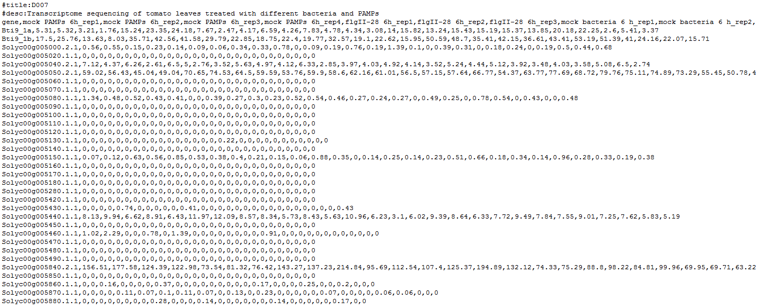 #title:D007
#desc:Transcriptome sequencing of tomato leaves treated with different bacteria and PAMPs
gene,mock PAMPs 6h_rep1,mock PAMPs 6h_rep2,mock PAMPs 6h_rep3,mock PAMPs 6h_rep4,flgII-28 6h_rep1,flgII-28 6h_rep2,flgII-28 6h_rep3,mock bacteria 6 h_rep1,mock bacteria 6 h_rep2,
Bti9_1a,5.31,5.32,3.21,1.76,15.24,23.35,24.18,7.67,2.47,4.17,6.59,4.26,7.83,4.78,4.34,3.08,14,15.82,13.24,15.43,15.19,15.37,13.85,20.18,22.23,2.6,5.41,3.37
Bti9_1b,17.5,25.76,13.63,8.03,35.71,42.56,41.58,29.79,22.85,18.75,22.4,19.77,32.57,19.1,22.62,15.95,50.59,48.7,35.41,42.15,36.61,43.41,53.19,51.39,41,24.16,22.07,15.71
Solyc00g005000.2.1,0.56,0.55,0.15,0.23,0.14,0.09,0.06,0.34,0.33,0.78,0,0.09,0.19,0.76,0.19,1.39,0,0.1,0,0.39,0.31,0,0.18,0.24,0,0.19,0.5,0.44,0.68
Solyc00g005020.1.1,0,0,0,0,0,0,0,0,0,0,0,0,0,0,0,0,0,0,0,0,0,0,0,0,0,0,0,0
Solyc00g005040.2.1,7.12,4.37,6.26,2.61,6.3,5.5,2.76,3.52,5.63,4.97,4.12,6.33,2.85,3.97,4.03,4.92,4.14,3.52,5.24,4.44,5.12,3.92,3.48,4.03,3.58,5.08,6.5,2.74
Solyc00g005050.2.1,59.02,56.43,45.04,49.04,70.65,74.53,64.5,59.59,53.76,59.9,58.6,62.16,61.01,56.5,57.15,57.64,66.77,54.37,63.77,77.69,68.72,79.76,75.11,74.89,73.29,55.45,50.78,4
Solyc00g005060.1.1,0,0,0,0,0,0,0,0,0,0,0,0,0,0,0,0,0,0,0,0,0,0,0,0,0,0,0,0
Solyc00g005070.1.1,0,0,0,0,0,0,0,0,0,0,0,0,0,0,0,0,0,0,0,0,0,0,0,0,0,0,0,0
Solyc00g005080.1.1,1.34,0.48,0.52,0.43,0.41,0,0,0.39,0.27,0.3,0.23,0.52,0.54,0.46,0.27,0.24,0.27,0,0.49,0.25,0,0.78,0.54,0,0.43,0,0,0.48
Solyc00g005090.1.1,0,0,0,0,0,0,0,0,0,0,0,0,0,0,0,0,0,0,0,0,0,0,0,0,0,0,0,0
Solyc00g005100.1.1,0,0,0,0,0,0,0,0,0,0,0,0,0,0,0,0,0,0,0,0,0,0,0,0,0,0,0,0
Solyc00g005110.1.1,0,0,0,0,0,0,0,0,0,0,0,0,0,0,0,0,0,0,0,0,0,0,0,0,0,0,0,0
Solyc00g005120.1.1,0,0,0,0,0,0,0,0,0,0,0,0,0,0,0,0,0,0,0,0,0,0,0,0,0,0,0,0
Solyc00g005130.1.1,0,0,0,0,0,0,0,0,0,0,0,0,0,0.22,0,0,0,0,0,0,0,0,0,0,0,0,0,0
Solyc00g005140.1.1,0,0,0,0,0,0,0,0,0,0,0,0,0,0,0,0,0,0,0,0,0,0,0,0,0,0,0,0
Solyc00g005150.1.1,0.07,0.12,0.63,0.56,0.85,0.53,0.38,0.4,0.21,0.15,0.06,0.88,0.35,0,0.14,0.25,0.14,0.23,0.51,0.66,0.18,0.34,0.14,0.96,0.28,0.33,0.19,0.38
Solyc00g005160.1.1,0,0,0,0,0,0,0,0,0,0,0,0,0,0,0,0,0,0,0,0,0,0,0,0,0,0,0,0
Solyc00g005170.1.1,0,0,0,0,0,0,0,0,0,0,0,0,0,0,0,0,0,0,0,0,0,0,0,0,0,0,0,0
Solyc00g005180.1.1,0,0,0,0,0,0,0,0,0,0,0,0,0,0,0,0,0,0,0,0,0,0,0,0,0,0,0,0
Solyc00g005280.1.1,0,0,0,0,0,0,0,0,0,0,0,0,0,0,0,0,0,0,0,0,0,0,0,0,0,0,0,0
Solyc00g005840.2.1,0,0,0,0,0,0,0,0,0,0,0,0,0,0,0,0,0,0,0,0,0,0,0,0,0,0,0,0
Solyc00g005430.1.1,0,0,0,0,0.74,0,0,0,0,0.41,0,0,0,0,0,0,0,0,0,0,0,0,0,0,0,0,0,0.43
Solyc00g005440.1.1,8.13,9.94,6.62,8.91,6.43,11.97,12.09,8.57,8.34,5.73,8.43,5.63,10.96,6.23,3.1,6.02,9.39,8.64,6.33,7.72,9.49,7.84,7.55,9.01,7.25,7.62,5.83,5.19
Solyc00g005450.1.1,0,0,0,0,0,0,0,0,0,0,0,0,0,0,0,0,0,0,0,0,0,0,0,0,0,0,0,0
Solyc00g005460.1.1,1.02,2.29,0,0,0.78,0,1.39,0,0,0,0,0,0,0,0.91,0,0,0,0,0,0,0,0,0,0,0,0,0
Solyc00g005470.1.1,0,0,0,0,0,0,0,0,0,0,0,0,0,0,0,0,0,0,0,0,0,0,0,0,0,0,0,0
Solyc00g005480.1.1,0,0,0,0,0,0,0,0,0,0,0,0,0,0,0,0,0,0,0,0,0,0,0,0,0,0,0,0
Solyc00g005490.1.1,0,0,0,0,0,0,0,0,0,0,0,0,0,0,0,0,0,0,0,0,0,0,0,0,0,0,0,0
Solyc00g005840.2.1,156.51,177.58,124.39,122.98,73.54,81.32,76.42,143.27,137.23,214.84,95.69,112.54,107.4,125.37,194.89,132.12,74.33,75.29,88.8,98.22,84.81,99.96,69.95,69.71,63.22
Solyc00g005850.1.1,0,0,0,0,0,0,0,0,0,0,0,0,0,0,0,0,0,0,0,0,0,0,0,0,0,0,0,0
Solyc00g005860.1.1,0,0,0.16,0,0,0,0,0.37,0,0,0,0,0,0,0,0,0.17,0,0,0,0.25,0,0,0.2,0,0,0
Solyc00g005870.1.1,0,0,0,0,0.11,0.07,0.1,0.11,0.07,0,0.13,0,0.23,0,0,0,0,0,0,0.07,0,0,0,0.06,0.06,0,0,0
Solyc00g005880.1.1,0,0,0,0,0,0,0,0.28,0,0,0.14,0,0,0,0,0,0,0.14,0,0,0,0,0,0,0.17,0,0